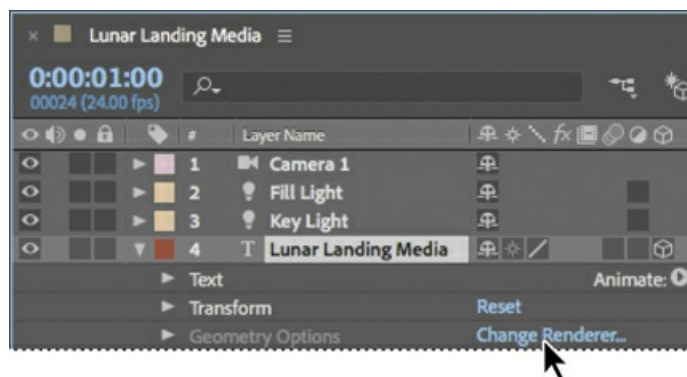 × Lunar Landing Media
0:00:01:00
00024 (24.00 fps)
# Layer Name fx
1 Camera 1
2 Fill Light
3 Key Light
4 T Lunar Landing Media
Text Animate:
Transform Reset
Geometry Options Change Renderer...